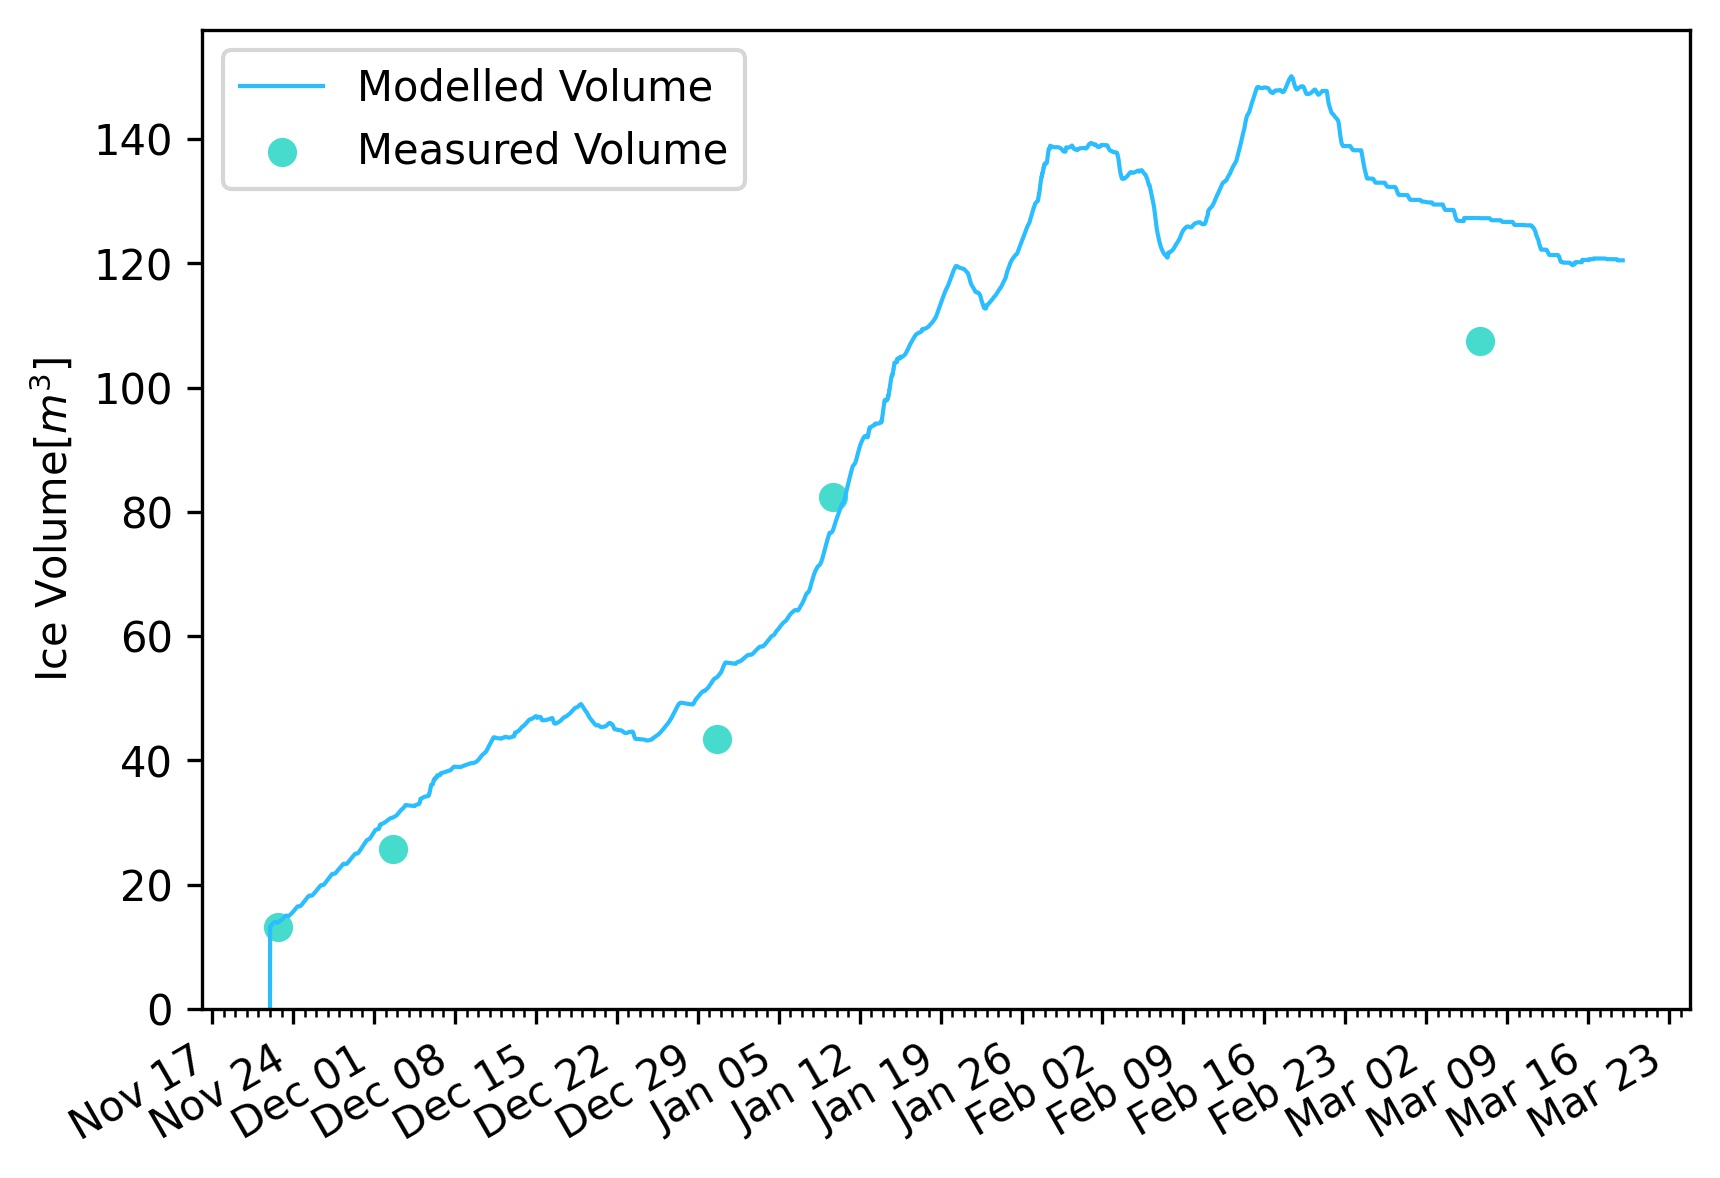 Modelled Volume
Measured Volume
Ice Volume[$m^3$]
140
120
100
80
60
40
20
0
Nov 17
Nov 24
Dec 01
Dec 08
Dec 15
Dec 22
Dec 29
Jan 05
Jan 12
Jan 19
Jan 26
Feb 02
Feb 09
Feb 16
Feb 23
Mar 02
Mar 09
Mar 16
Mar 23